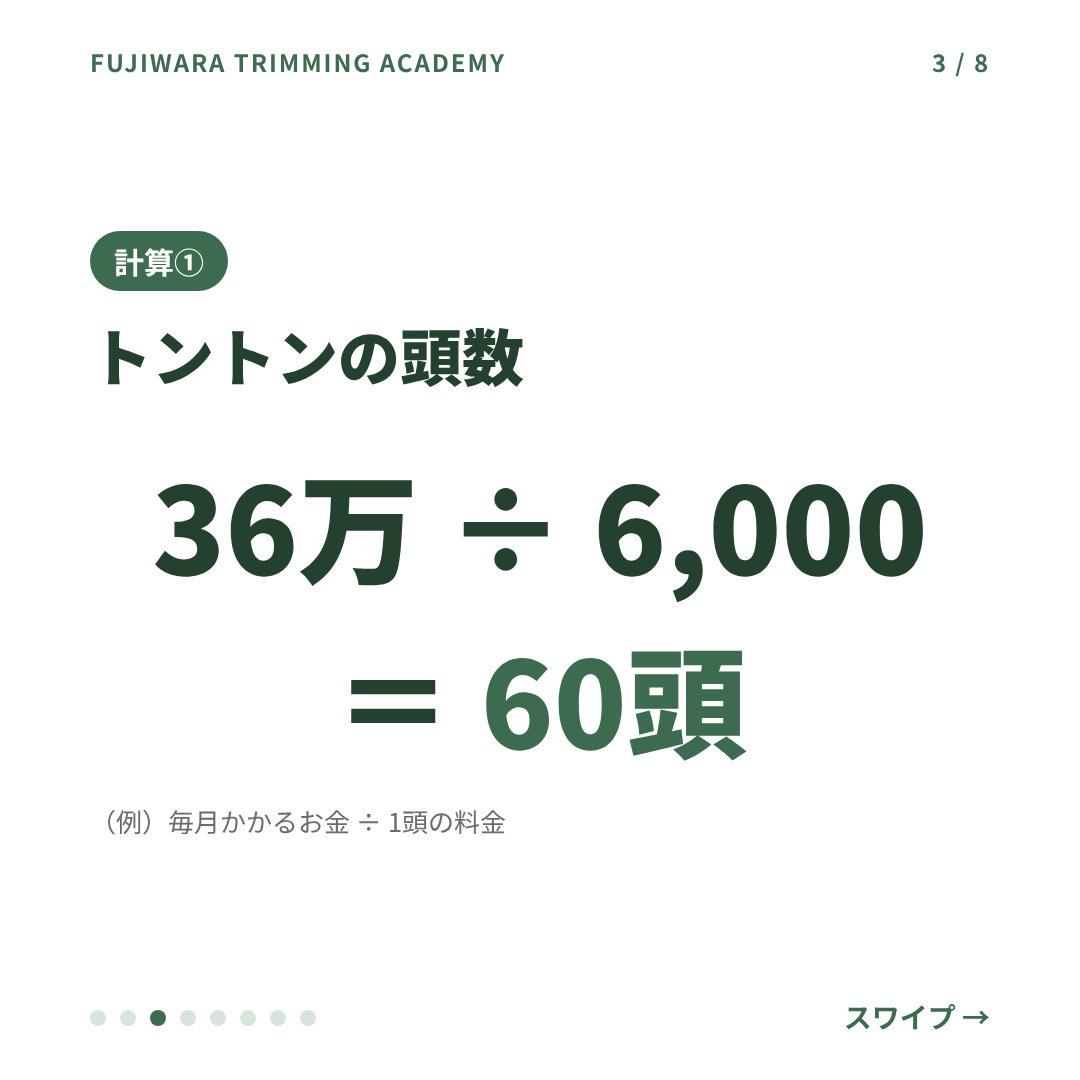 FUJIWARA TRIMMING ACADEMY
3 / 8
計算①
トントンの頭数
36万 ÷ 6,000
= 60頭
（例）毎月かかるお金 ÷ 1頭の料金
スワイプ →